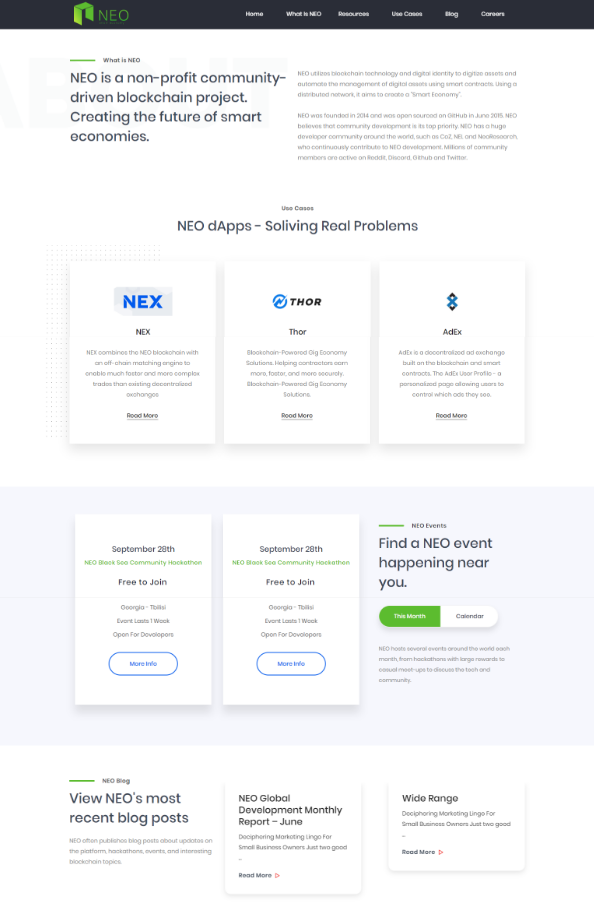 NEO
Home What Is NEO Resources Use Cases Blog Careers
ABOUT
What is NEO
NEO is a non-profit community-
driven blockchain project.
Creating the future of smart
economies.
NEO utilizes blockchain technology and digital identity to digitize assets and
automate the management of digital assets using smart contracts. Using a
distributed network, it aims to create a "Smart Economy".
NEO was founded in 2014 and was open sourced on GitHub in June 2015. NEO
believes that community development is its top priority. NEO has a huge
developer community around the world, such as CoZ, NEL and NeoResearch,
who continuously contribute to NEO development. Millions of community
members are active on Reddit, Discord, Github and Twitter.
Use Cases
NEO dApps - Soliving Real Problems
NEX
NEX
NEX combines the NEO blockchain with
an off-chain matching engine to
enable much faster and more complex
trades than existing decentralized
exchanges
Read More
THOR
Thor
Blockchain-Powered Gig Economy
Solutions. Helping contractors earn
more, faster, and more securely.
Blockchain-Powered Gig Economy
Solutions.
Read More
AdEx
AdEx is a decentralized ad exchange
built on the blockchain and smart
contracts. The AdEx User Profile - a
personalized page allowing users to
control which ads they see.
Read More
September 28th
NEO Black Sea Community Hackathon
Free to Join
Georgia - Tbilisi
Event Lasts 1 Week
Open For Developers
More Info
September 28th
NEO Black Sea Community Hackathon
Free to Join
Georgia - Tbilisi
Event Lasts 1 Week
Open For Developers
More Info
NEO Events
Find a NEO event
happening near
you.
This Month Calendar
NEO hosts several events around the world each
month, from hackathons with large rewards to
casual meet-ups to discuss the tech and
community.
NEO Blog
View NEO's most
recent blog posts
NEO often publishes blog posts about updates on
the platform, hackathons, events, and interesting
blockchain topics.
NEO Global
Development Monthly
Report – June
Deciphering Marketing Lingo For
Small Business Owners Just two good
..
Read More
Wide Range
Deciphering Marketing Lingo For
Small Business Owners Just two good
..
Read More